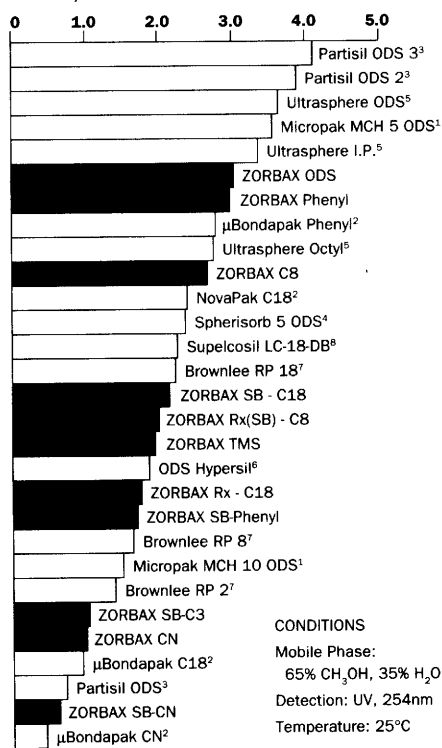 0 1.0 2.0 3.0 4.0 5.0
Partisil ODS 3³
Partisil ODS 2³
Ultrasphere ODS⁵
Micropak MCH 5 ODS¹
Ultrasphere I.P.⁵
ZORBAX ODS
ZORBAX Phenyl
µBondapak Phenyl²
Ultrasphere Octyl⁵
ZORBAX C8
NovaPak C18²
Spherisorb 5 ODS⁴
Supelcosil LC-18-DB⁸
Brownlee RP 18⁷
ZORBAX SB - C18
ZORBAX Rx(SB) - C8
ZORBAX TMS
ODS Hypersil⁶
ZORBAX Rx - C18
ZORBAX SB-Phenyl
Brownlee RP 8⁷
Micropak MCH 10 ODS¹
Brownlee RP 2⁷
ZORBAX SB-C3
ZORBAX CN
µBondapak C18²
Partisil ODS³
ZORBAX SB-CN
µBondapak CN²
CONDITIONS
Mobile Phase:
65% CH₃OH, 35% H₂O
Detection: UV, 254nm
Temperature: 25°C